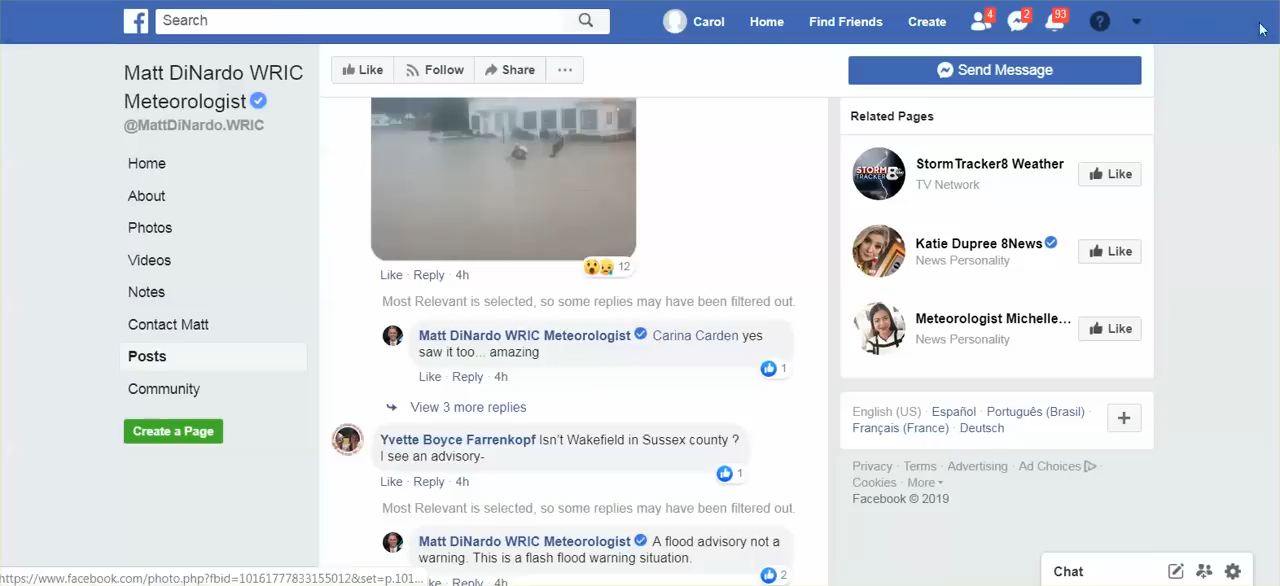 Search
Carol
Home
Find Friends
Create
4
2
93
?
Matt DiNardo WRIC
Meteorologist
@MattDiNardo.WRIC
Home
About
Photos
Videos
Notes
Contact Matt
Posts
Community
Create a Page
Like
Follow
Share
...
Send Message
Like · Reply · 4h
12
Most Relevant is selected, so some replies may have been filtered out.
Matt DiNardo WRIC Meteorologist Carina Carden yes
saw it too... amazing
1
Like · Reply · 4h
View 3 more replies
Yvette Boyce Farrenkopf Isn't Wakefield in Sussex county ?
I see an advisory-
1
Like · Reply · 4h
Most Relevant is selected, so some replies may have been filtered out.
Matt DiNardo WRIC Meteorologist A flood advisory not a
warning. This is a flash flood warning situation.
2
ke · Reply · 4h
Related Pages
STORM
TRACKER 8
StormTracker8 Weather
TV Network
Like
Katie Dupree 8News
News Personality
Like
Meteorologist Michelle...
News Personality
Like
English (US) · Español · Português (Brasil) ·
Français (France) · Deutsch
+
Privacy · Terms · Advertising · Ad Choices ·
Cookies · More
Facebook © 2019
Chat
https://www.facebook.com/photo.php?fbid=10161777833155012&set=p.101...